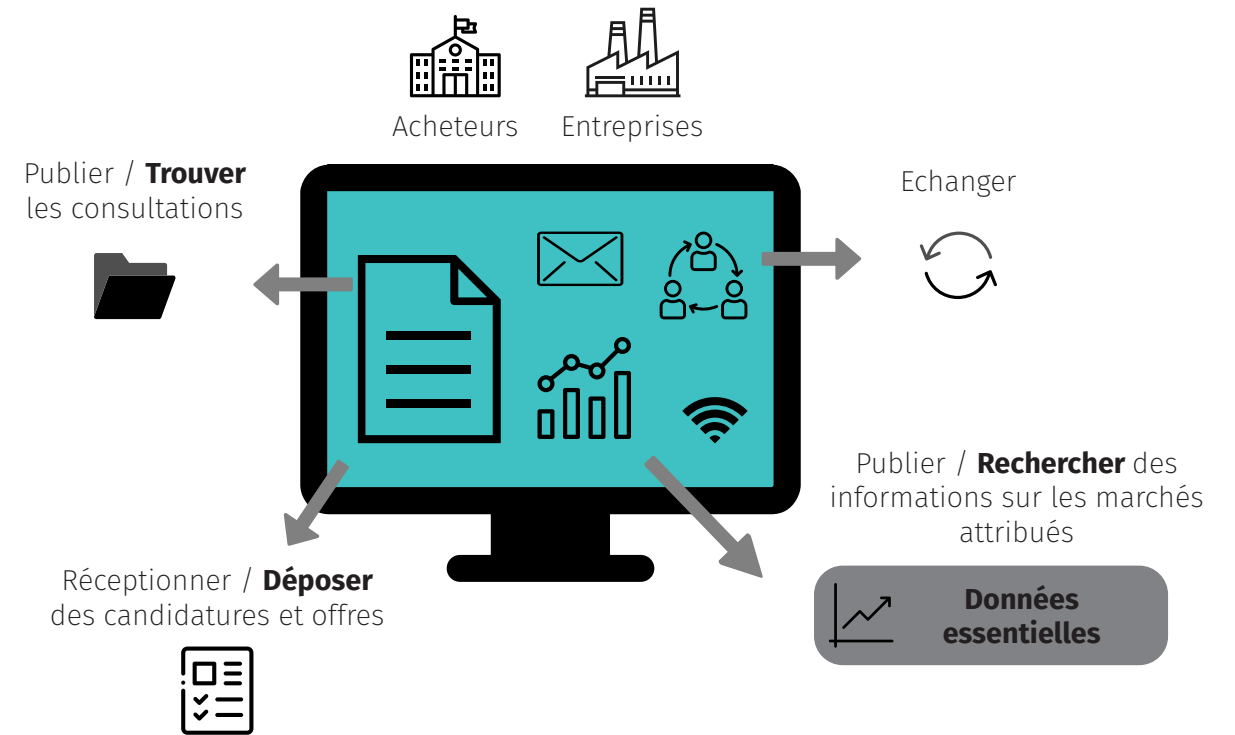 Acheteurs
Entreprises
Publier / Trouver
les consultations
Echanger
Publier / Rechercher des
informations sur les marchés
attribués
Réceptionner / Déposer
des candidatures et offres
Données
essentielles